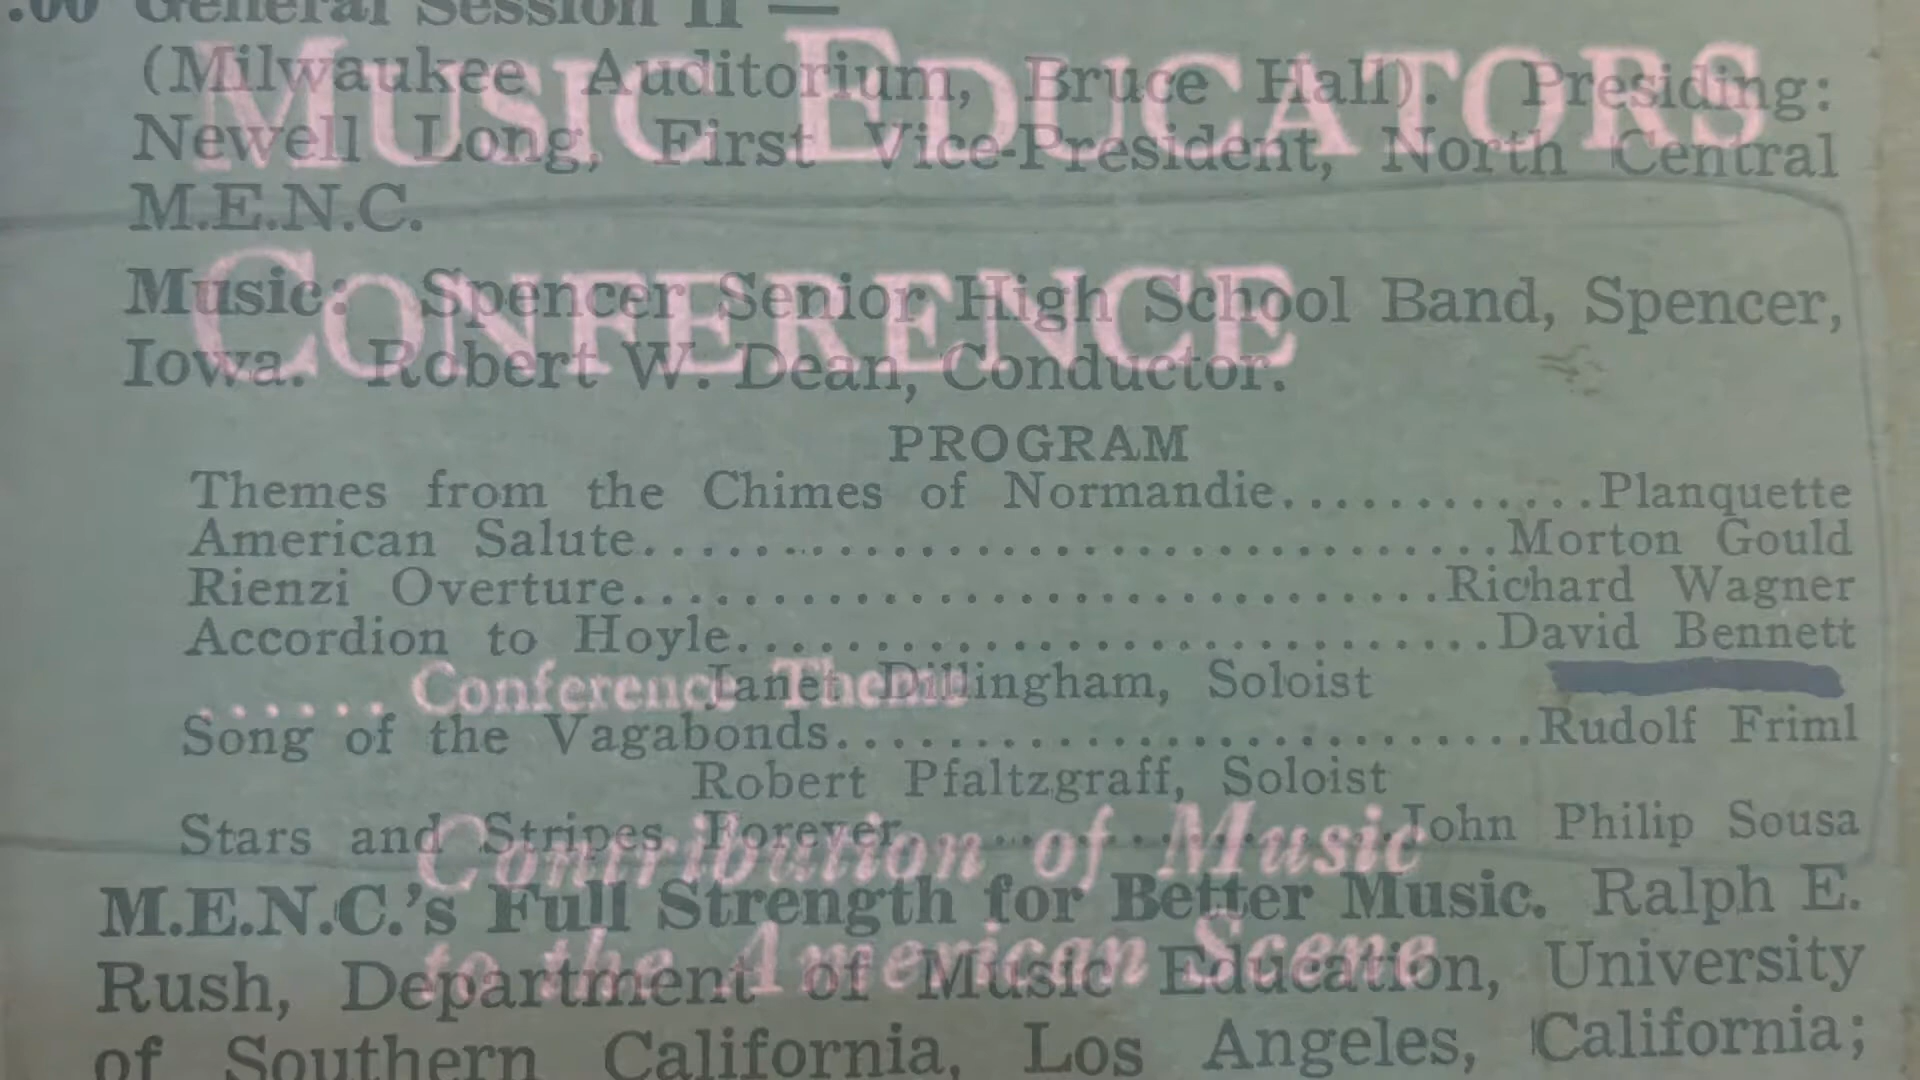 .00 General Session II —
(Milwaukee Auditorium, Bruce Hall). Presiding:
Newell Long, First Vice-President, North Central
M.E.N.C.
Music: Spencer Senior High School Band, Spencer,
Iowa. Robert W. Dean, Conductor.
PROGRAM
Themes from the Chimes of Normandie............Planquette
American Salute...............................Morton Gould
Rienzi Overture.............................Richard Wagner
Accordion to Hoyle...........................David Bennett
Janet Dillingham, Soloist
Song of the Vagabonds.........................Rudolf Friml
Robert Pfaltzgraff, Soloist
Stars and Stripes Forever.................John Philip Sousa
M.E.N.C.'s Full Strength for Better Music. Ralph E.
Rush, Department of Music Education, University
of Southern California, Los Angeles, California;
MUSIC EDUCATORS
CONFERENCE
...... Conference Theme
Contribution of Music
to the American Scene